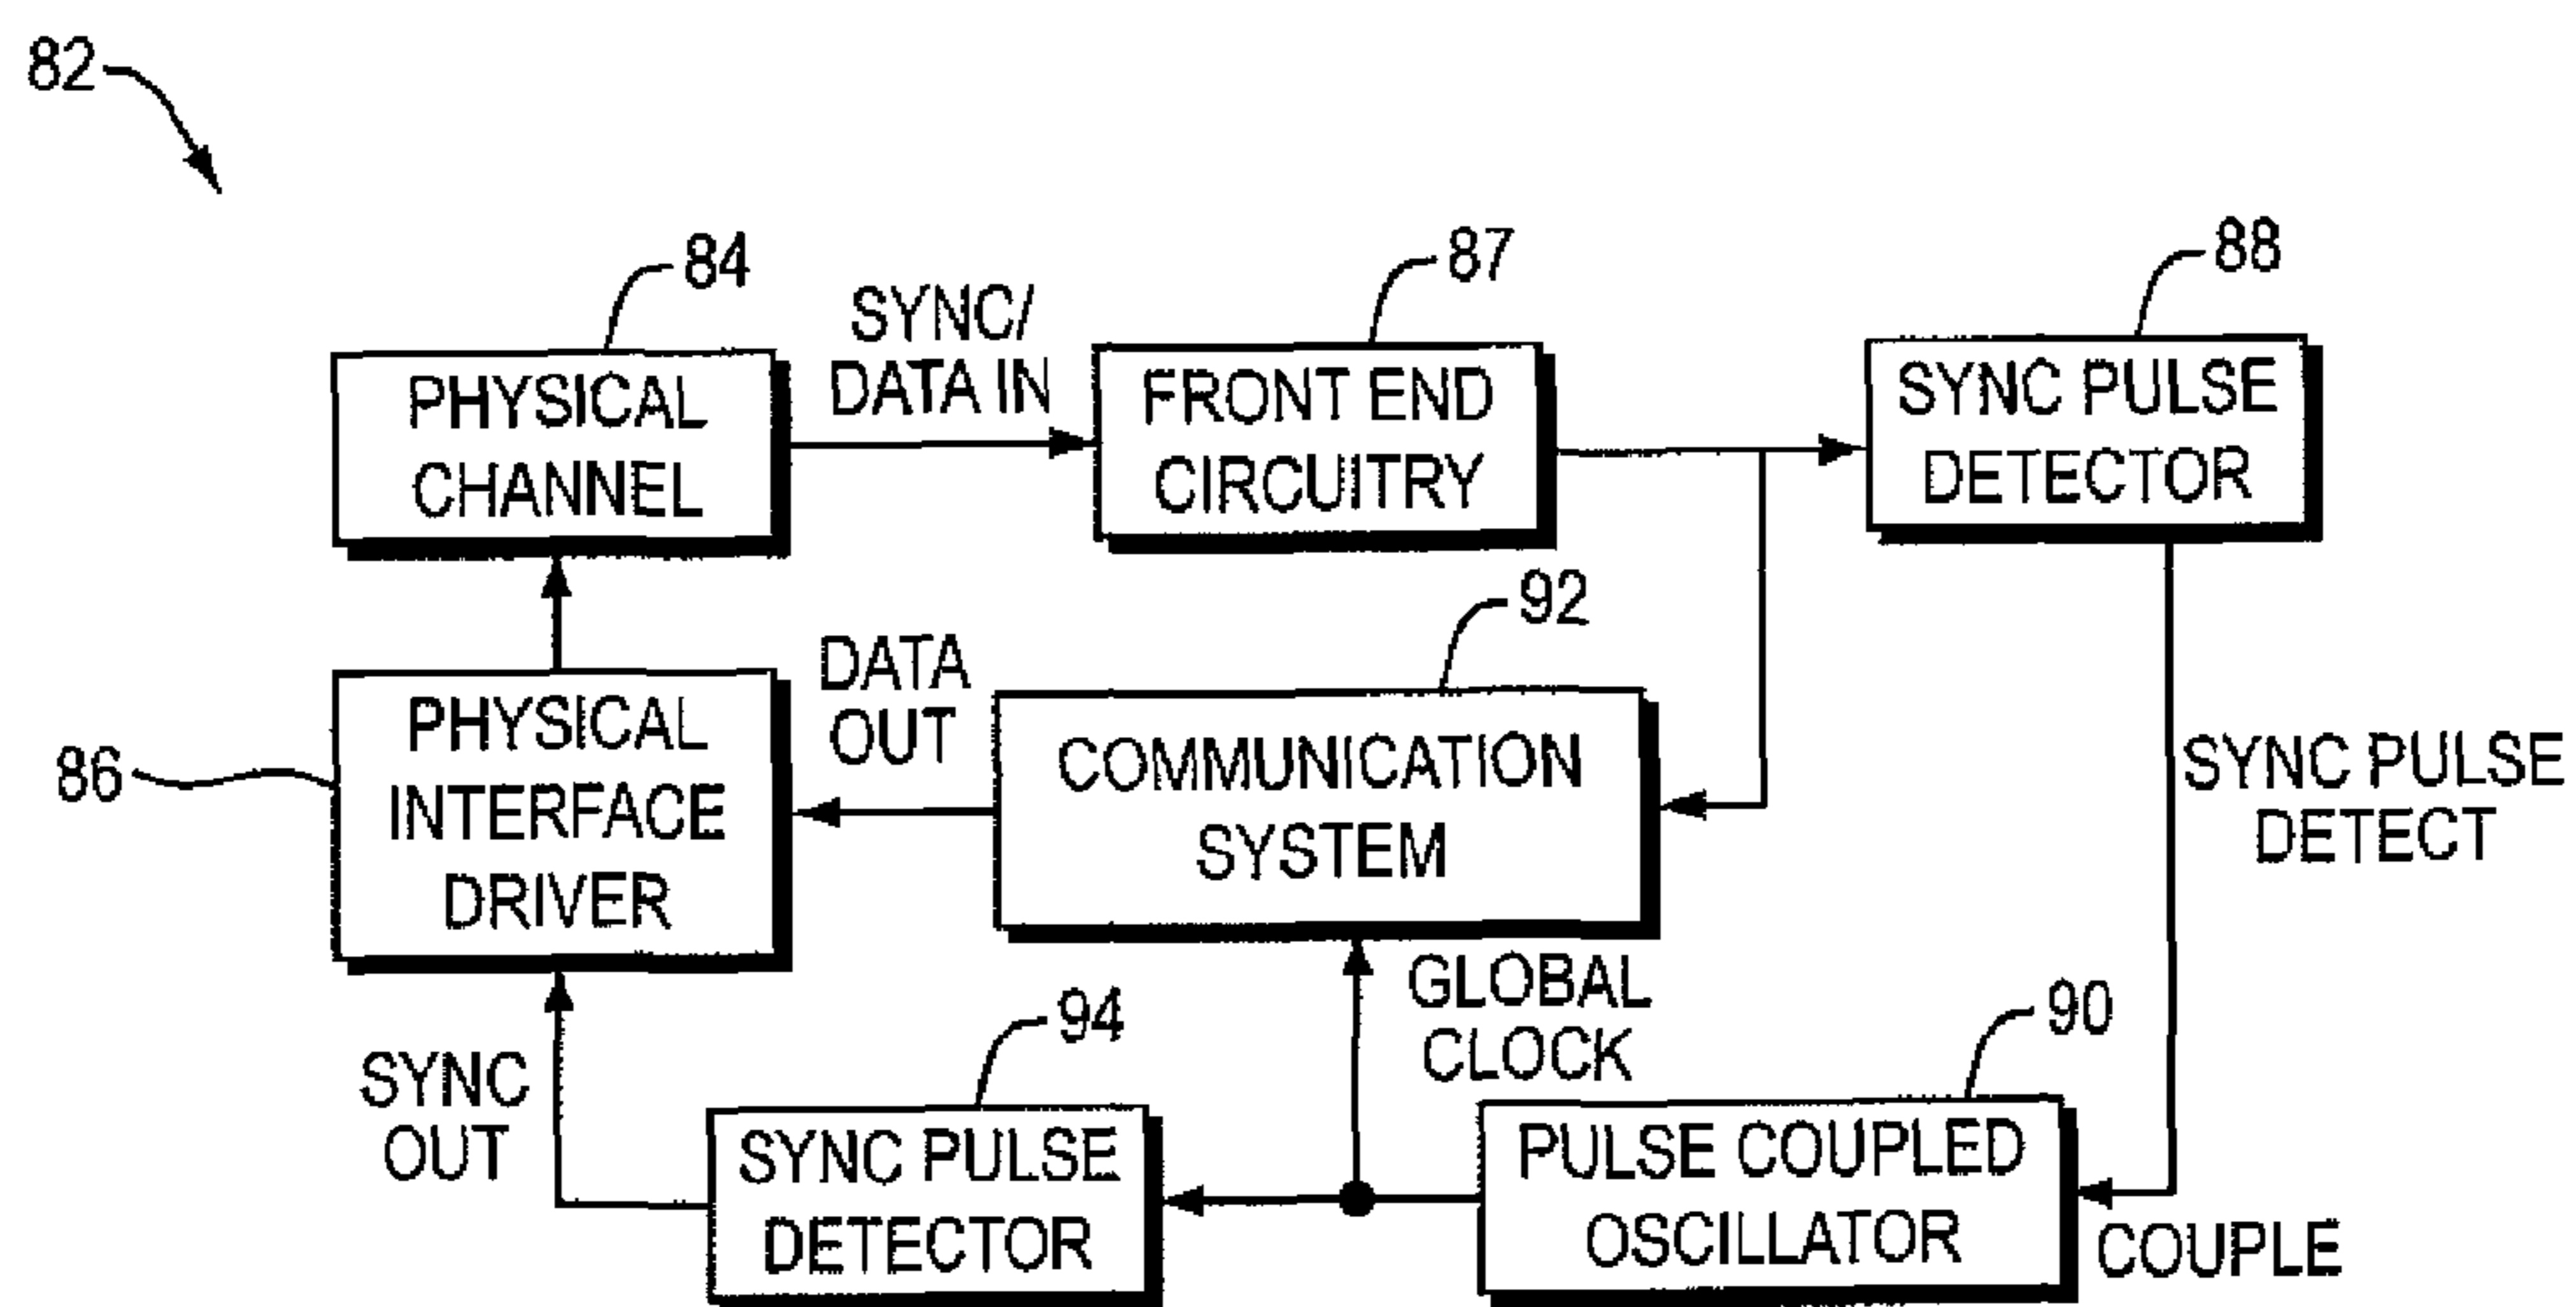 82
84
SYNC/
DATA IN
87
88
PHYSICAL
CHANNEL
FRONT END
CIRCUITRY
SYNC PULSE
DETECTOR
86
PHYSICAL
INTERFACE
DRIVER
DATA
OUT
92
COMMUNICATION
SYSTEM
SYNC PULSE
DETECT
SYNC
OUT
94
SYNC PULSE
DETECTOR
GLOBAL
CLOCK
90
PULSE COUPLED
OSCILLATOR
COUPLE